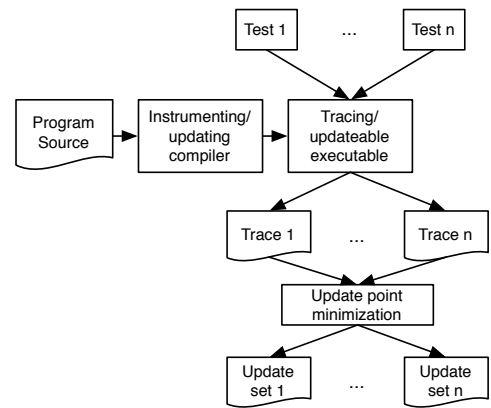 Test 1
...
Test n
Program
Source
Instrumenting/
updating
compiler
Tracing/
updateable
executable
Trace 1
...
Trace n
Update point
minimization
Update
set 1
...
Update
set n